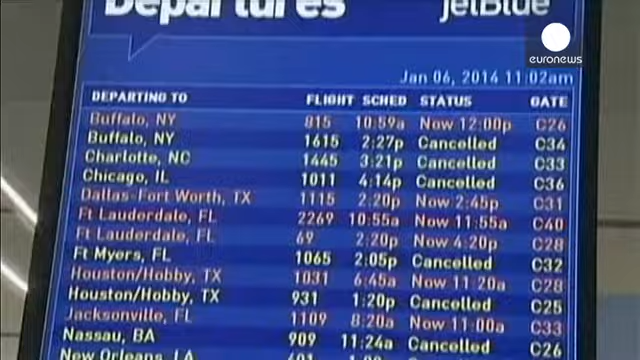 Departures jetBlue
euronews
Jan 06, 2014 11:02am
DEPARTING TO FLIGHT SCHED STATUS GATE
Buffalo, NY 815 10:59a Now 12:00p C26
Buffalo, NY 1615 2:27p Cancelled C34
Charlotte, NC 1445 3:21p Cancelled C33
Chicago, IL 1011 4:14p Cancelled C36
Dallas-Fort Worth, TX 1115 2:20p Now 2:45p C31
Ft Lauderdale, FL 2269 10:55a Now 11:55a C40
Ft Lauderdale, FL 69 2:20p Now 4:20p C28
Ft Myers, FL 1065 2:05p Cancelled C32
Houston/Hobby, TX 1031 6:45a Now 11:20a C28
Houston/Hobby, TX 931 1:20p Cancelled C25
Jacksonville, FL 1109 8:20a Now 11:00a C33
Nassau, BA 909 11:24a Cancelled C26
New Orleans, LA